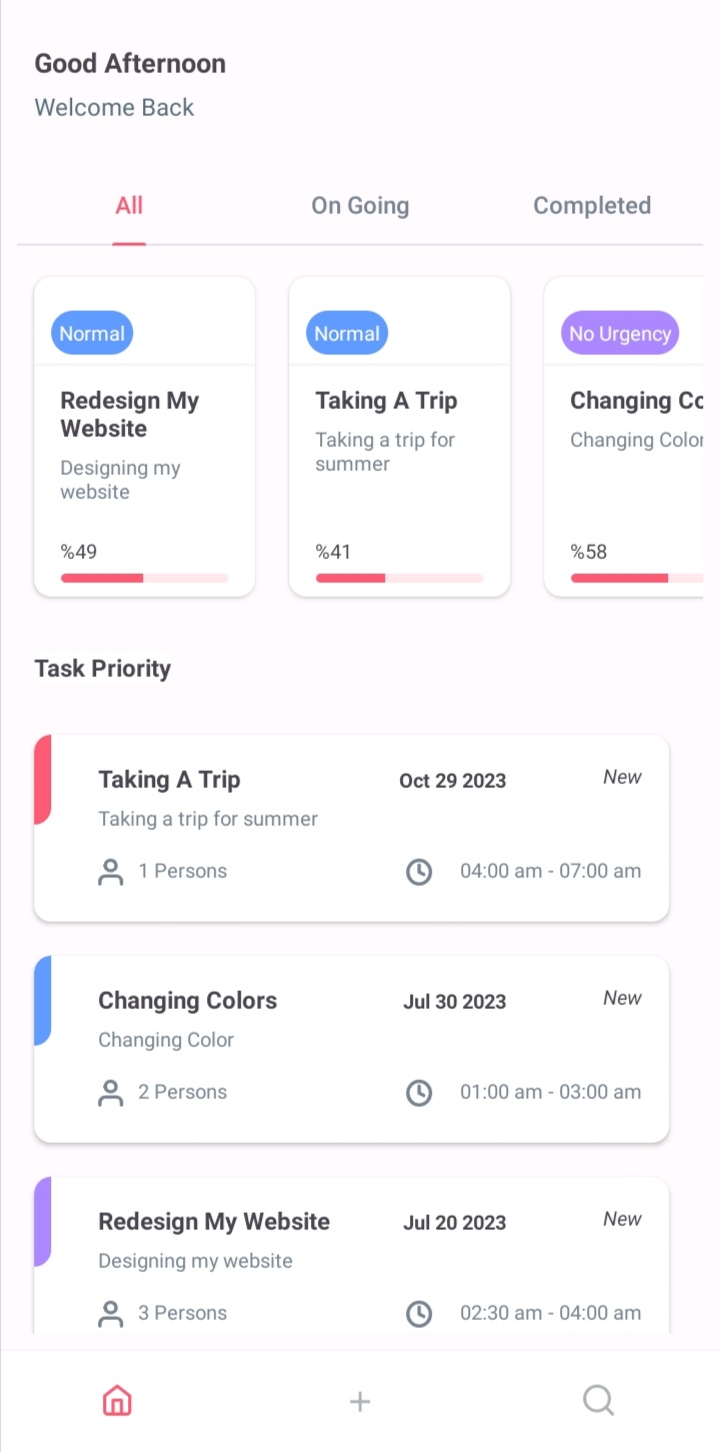 Good Afternoon
Welcome Back
All On Going Completed
Normal Normal No Urgency
Redesign My
Website
Designing my
website
%49
Taking A Trip
Taking a trip for
summer
%41
Changing Co
Changing Color
%58
Task Priority
Taking A Trip Oct 29 2023 New
Taking a trip for summer
1 Persons 04:00 am - 07:00 am
Changing Colors Jul 30 2023 New
Changing Color
2 Persons 01:00 am - 03:00 am
Redesign My Website Jul 20 2023 New
Designing my website
3 Persons 02:30 am - 04:00 am